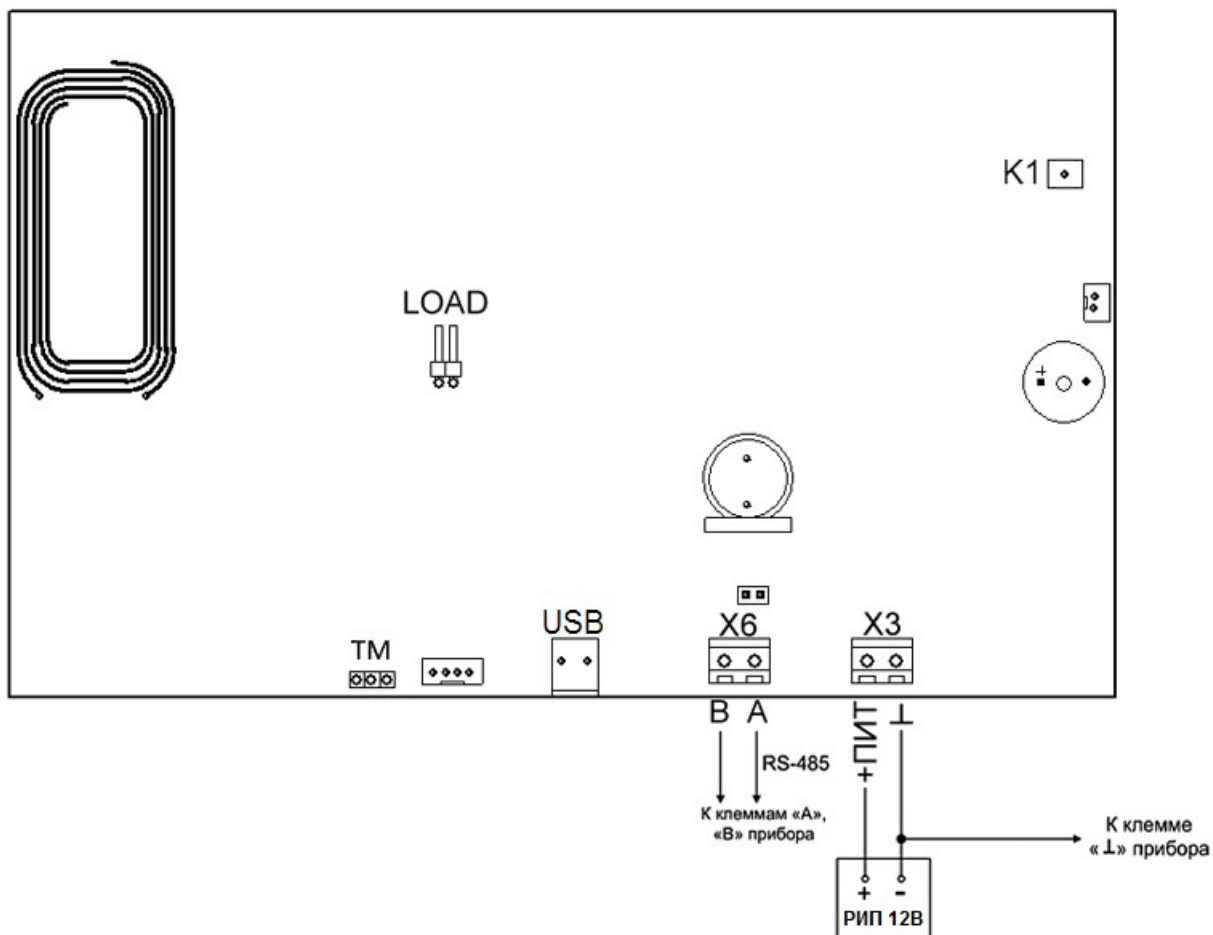 K1
LOAD
USB
X6
X3
TM
B A
+ПИТ
⊥
RS-485
К клеммам «А»,
«В» прибора
К клемме
«⊥» прибора
+
+ -
РИП 12В